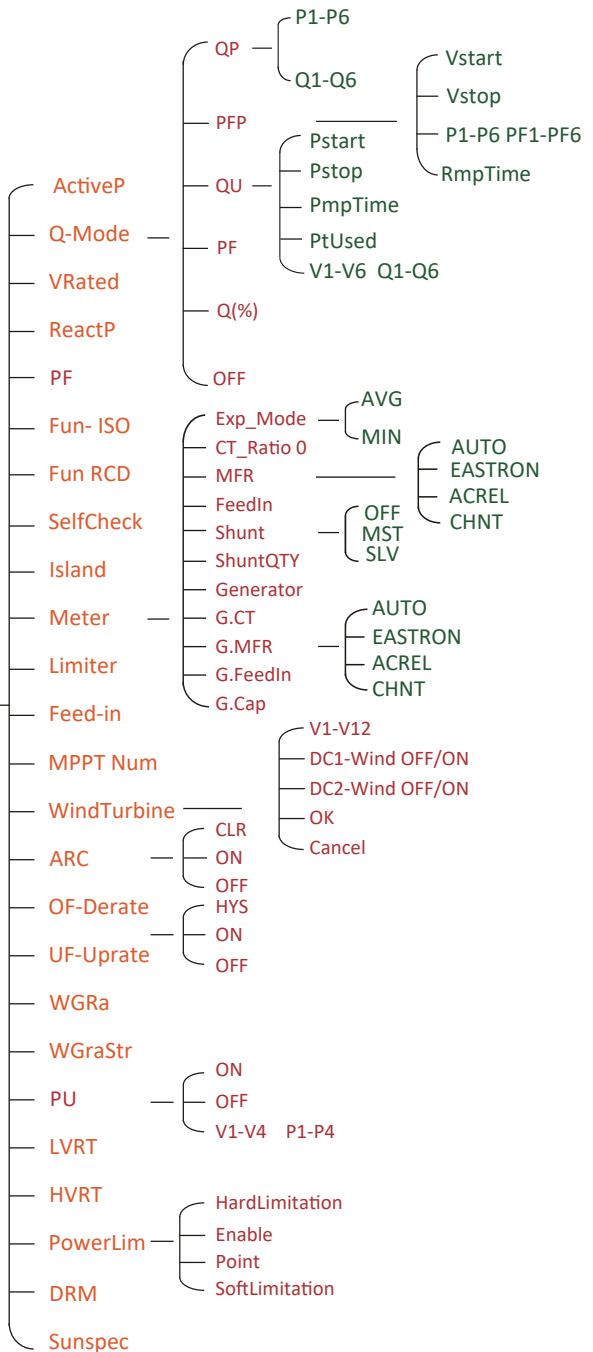 P1-P6
QP
Q1-Q6
PFP
Vstart
Vstop
P1-P6 PF1-PF6
RmpTime
QU
Pstart
Pstop
PmpTime
PtUsed
V1-V6 Q1-Q6
PF
Q(%)
OFF
ActiveP
Q-Mode
VRated
ReactP
PF
Fun- ISO
Fun RCD
SelfCheck
Island
Meter
Limiter
Feed-in
MPPT Num
WindTurbine
ARC
OF-Derate
UF-Uprate
WGRa
WGraStr
PU
LVRT
HVRT
PowerLim
DRM
Sunspec
Exp_Mode
AVG
MIN
CT_Ratio 0
MFR
AUTO
EASTRON
ACREL
CHNT
FeedIn
Shunt
OFF
MST
SLV
ShuntQTY
Generator
G.CT
G.MFR
AUTO
EASTRON
ACREL
CHNT
G.FeedIn
G.Cap
V1-V12
DC1-Wind OFF/ON
DC2-Wind OFF/ON
OK
Cancel
CLR
ON
OFF
HYS
ON
OFF
ON
OFF
V1-V4 P1-P4
HardLimitation
Enable
Point
SoftLimitation